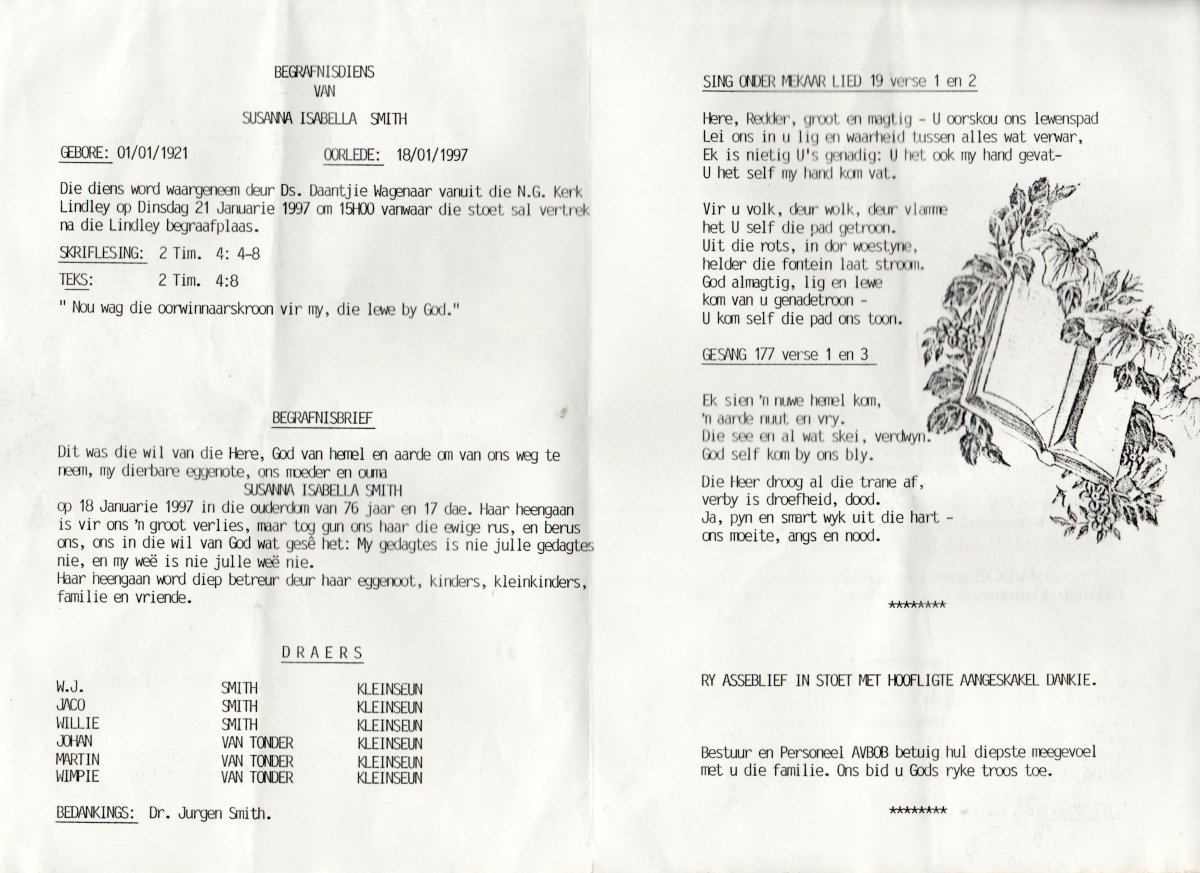 BEGRAFNISDIENS
VAN
SUSANNA ISABELLA SMITH
GEBORE: 01/01/1921 OORLEDE: 18/01/1997
Die diens word waargeneem deur Ds. Daantjie Wagenaar vanuit die N.G. Kerk
Lindley op Dinsdag 21 Januarie 1997 om 15H00 vanwaar die stoet sal vertrek
na die Lindley begraafplaas.
SKRIFLESING: 2 Tim. 4: 4-8
TEKS: 2 Tim. 4:8
" Nou wag die oorwinnaarskroon vir my, die lewe by God."
BEGRAFNISBRIEF
Dit was die wil van die Here, God van hemel en aarde om van ons weg te
neem, my dierbare eggenote, ons moeder en ouma
SUSANNA ISABELLA SMITH
op 18 Januarie 1997 in die ouderdom van 76 jaar en 17 dae. Haar heengaan
is vir ons 'n groot verlies, maar tog gun ons haar die ewige rus, en berus
ons, ons in die wil van God wat gesê het: My gedagtes is nie julle gedagtes
nie, en my weë is nie julle weë nie.
Haar heengaan word diep betreur deur haar eggenoot, kinders, kleinkinders,
familie en vriende.
D R A E R S
W.J. SMITH KLEINSEUN
JACO SMITH KLEINSEUN
WILLIE SMITH KLEINSEUN
JOHAN VAN TONDER KLEINSEUN
MARTIN VAN TONDER KLEINSEUN
WIMPIE VAN TONDER KLEINSEUN
BEDANKINGS: Dr. Jurgen Smith.
SING ONDER MEKAAR LIED 19 verse 1 en 2
Here, Redder, groot en magtig - U oorskou ons lewenspad
Lei ons in u lig en waarheid tussen alles wat verwar,
Ek is nietig U's genadig: U het ook my hand gevat-
U het self my hand kom vat.
Vir u volk, deur wolk, deur vlamme
het U self die pad getroon.
Uit die rots, in dor woestyne,
helder die fontein laat stroom.
God almagtig, lig en lewe
kom van u genadetroon -
U kom self die pad ons toon.
GESANG 177 verse 1 en 3
Ek sien 'n nuwe hemel kom,
'n aarde nuut en vry.
Die see en al wat skei, verdwyn.
God self kom by ons bly.
Die Heer droog al die trane af,
verby is droefheid, dood.
Ja, pyn en smart wyk uit die hart -
ons moeite, angs en nood.
********
RY ASSEBLIEF IN STOET MET HOOFLIGTE AANGESKAKEL DANKIE.
Bestuur en Personeel AVBOB betuig hul diepste meegevoel
met u die familie. Ons bid u Gods ryke troos toe.
********